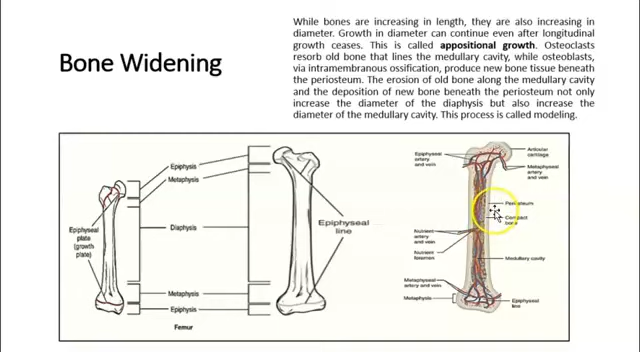 While bones are increasing in length, they are also increasing in
diameter. Growth in diameter can continue even after longitudinal
growth ceases. This is called appositional growth. Osteoclasts
resorb old bone that lines the medullary cavity, while osteoblasts,
via intramembranous ossification, produce new bone tissue beneath
the periosteum. The erosion of old bone along the medullary cavity
and the deposition of new bone beneath the periosteum not only
increase the diameter of the diaphysis but also increase the
diameter of the medullary cavity. This process is called modeling.
Bone Widening
Epiphysis
Metaphysis
Epiphyseal
plate
(growth
plate)
Diaphysis
Metaphysis
Epiphysis
Femur
Epiphyseal
line
Epiphyseal
artery
and vein
Articular
cartilage
Metaphyseal
artery
and vein
Periosteum
Compact
bone
Nutrient
artery
and vein
Nutrient
foramen
Medullary cavity
Metaphyseal
artery and vein
Metaphysis
Epiphyseal
line